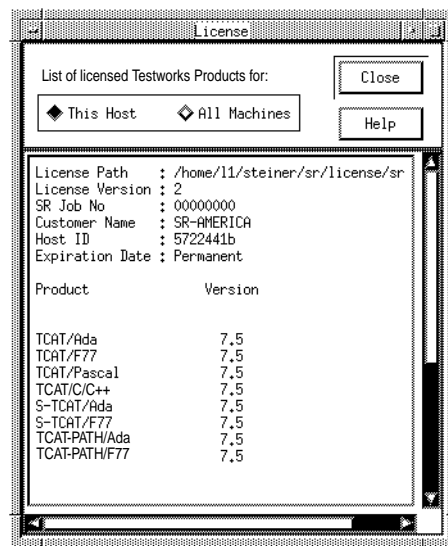 License
List of licensed Testworks Products for:
Close
This Host All Machines
Help
License Path : /home/l1/steiner/sr/license/sr
License Version : 2
SR Job No : 00000000
Customer Name : SR-AMERICA
Host ID : 5722441b
Expiration Date : Permanent
Product Version
TCAT/Ada 7.5
TCAT/F77 7.5
TCAT/Pascal 7.5
TCAT/C/C++ 7.5
S-TCAT/Ada 7.5
S-TCAT/F77 7.5
TCAT-PATH/Ada 7.5
TCAT-PATH/F77 7.5